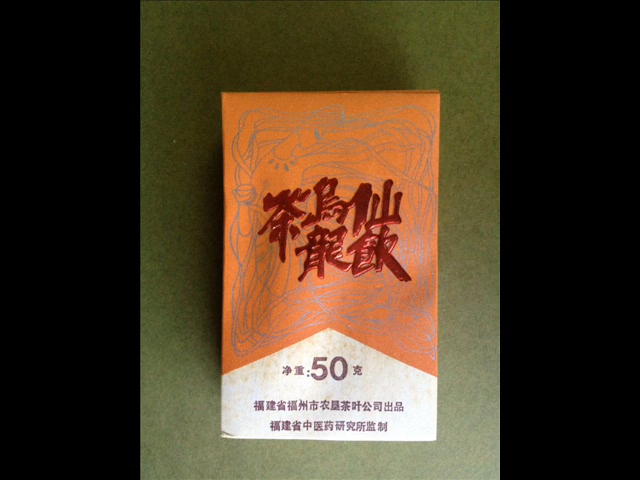 仙飲
烏龍
茶
净重:50克
福建省福州市农垦茶叶公司出品
福建省中医药研究所监制